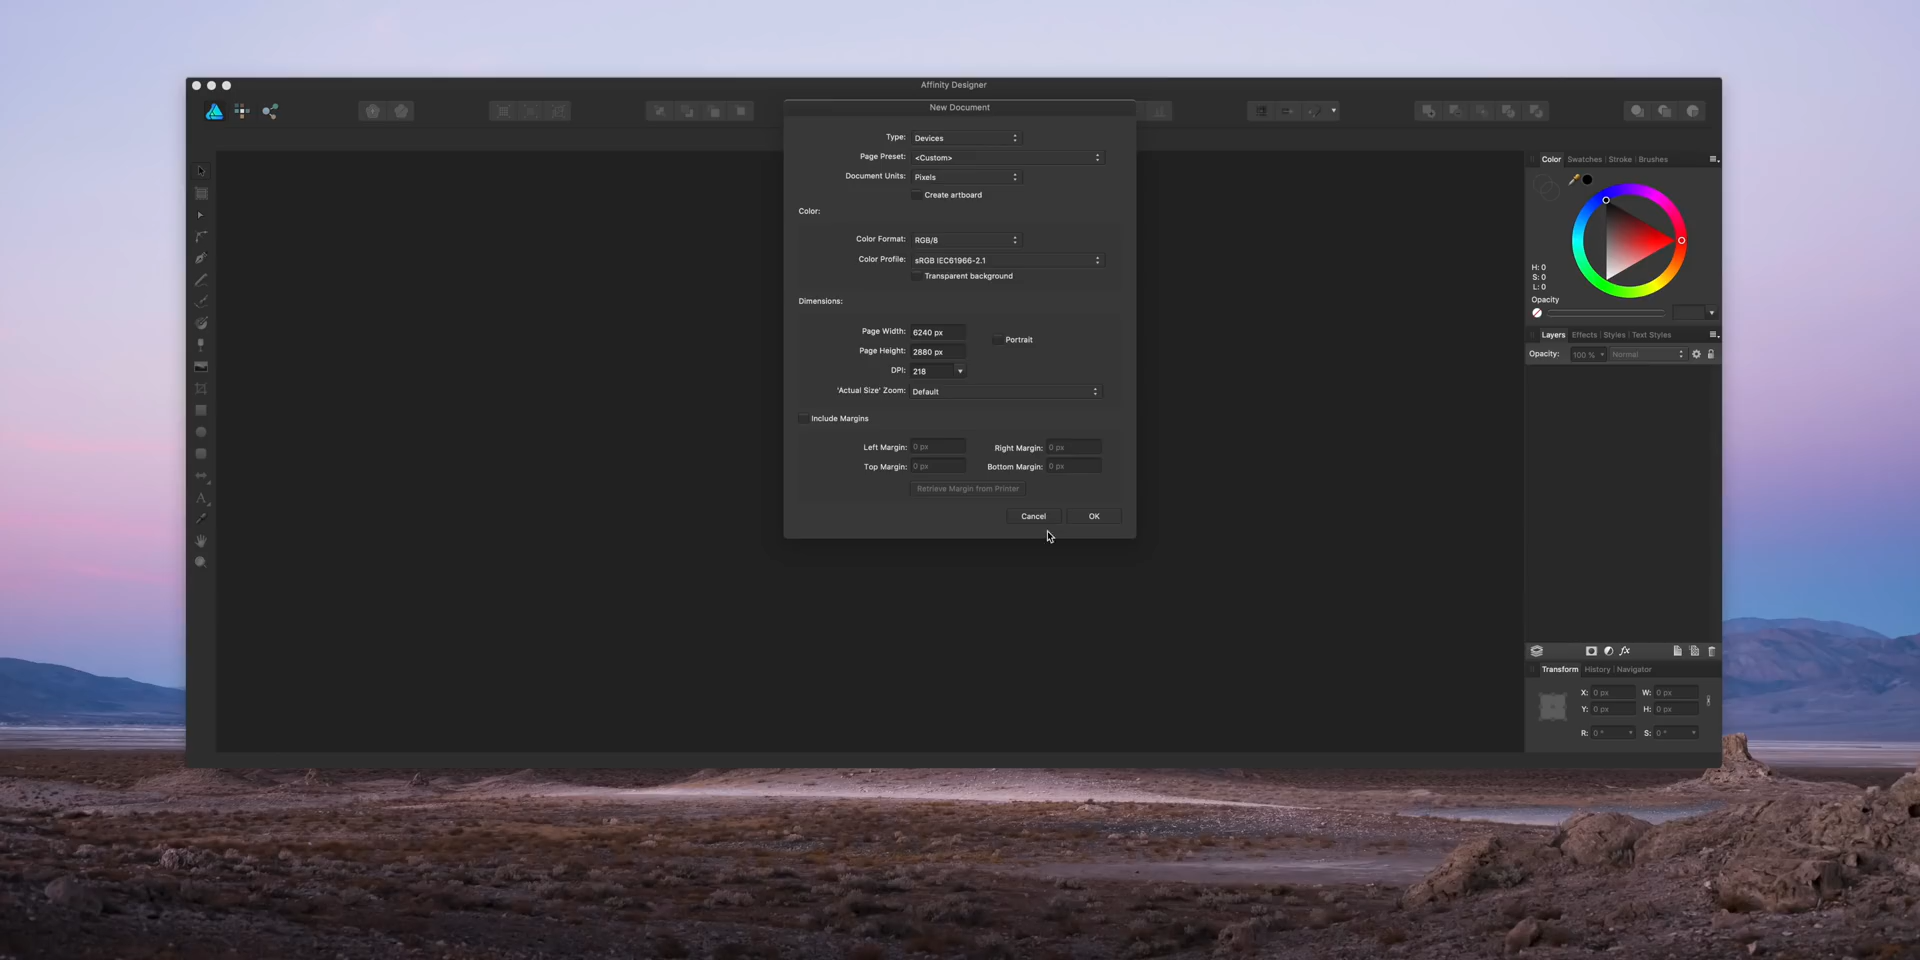 Affinity Designer
New Document
Type: Devices
Page Preset: <Custom>
Document Units: Pixels
Create artboard
Color:
Color Format: RGB/8
Color Profile: sRGB IEC61966-2.1
Transparent background
Dimensions:
Page Width: 6240 px
Portrait
Page Height: 2880 px
DPI: 218
'Actual Size' Zoom: Default
Include Margins
Left Margin: 0 px Right Margin: 0 px
Top Margin: 0 px Bottom Margin: 0 px
Retrieve Margin from Printer
Cancel OK
Color Swatches Stroke Brushes
H: 0
S: 0
L: 0
Opacity
Layers Effects Styles Text Styles
Opacity: 100 % Normal
fx
Transform History Navigator
X: 0 px W: 0 px
Y: 0 px H: 0 px
R: 0 ° S: 0 °
A